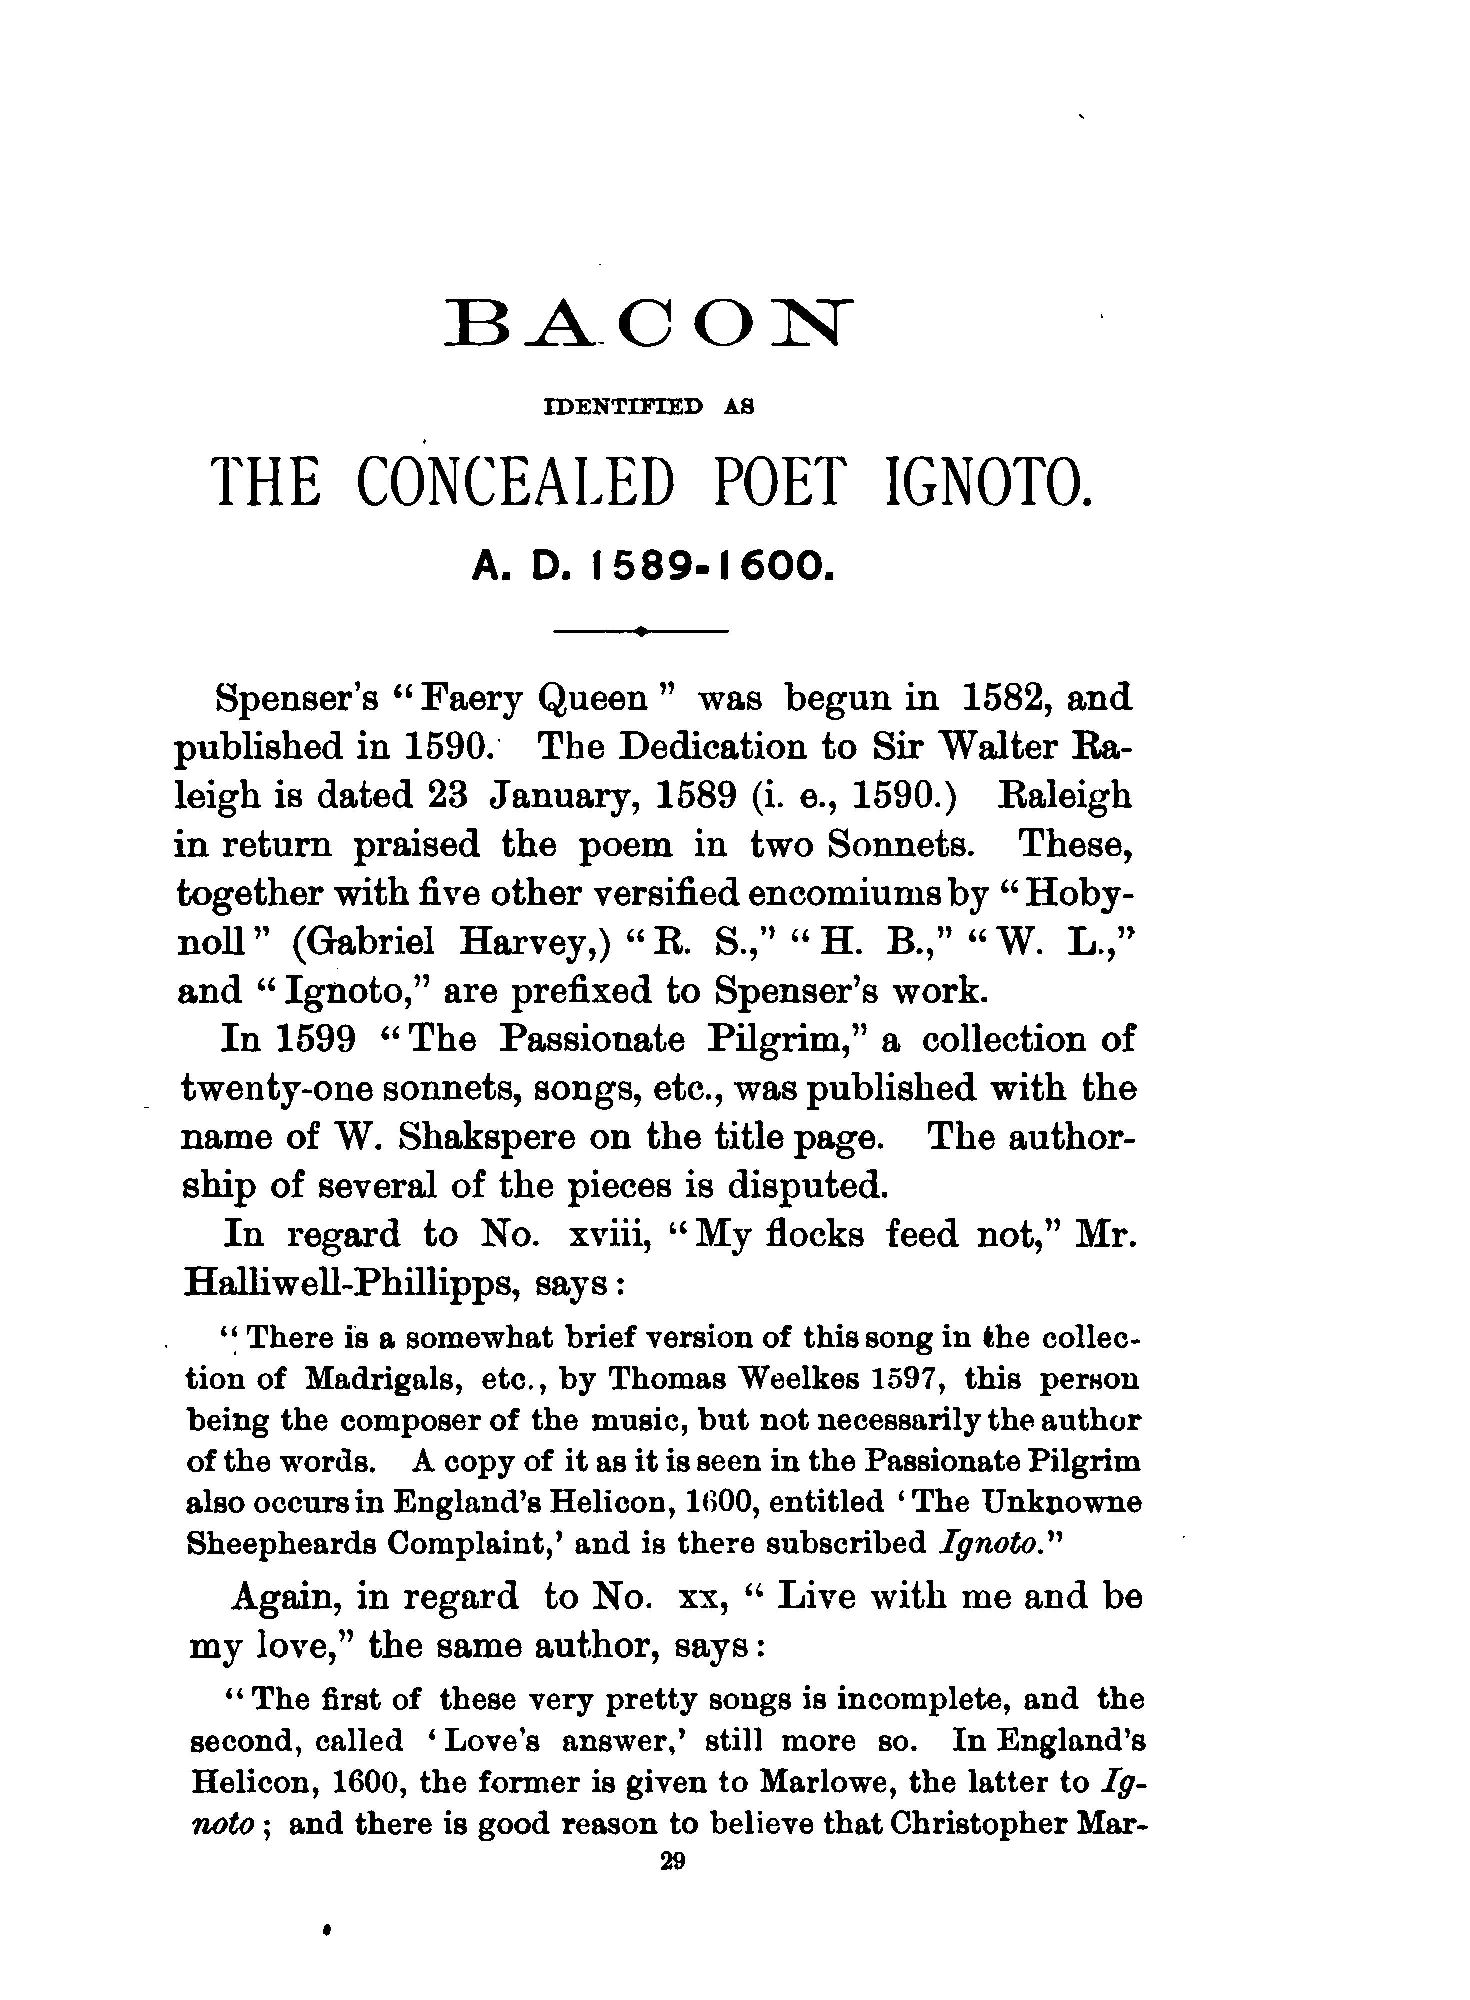 BACON
IDENTIFIED AS
THE CONCEALED POET IGNOTO.
A. D. 1589-1600.
Spenser's "Faery Queen" was begun in 1582, and
published in 1590. The Dedication to Sir Walter Ra-
leigh is dated 23 January, 1589 (i. e., 1590.) Raleigh
in return praised the poem in two Sonnets. These,
together with five other versified encomiums by "Hoby-
noll" (Gabriel Harvey,) "R. S.," "H. B.," "W. L.,"
and "Ignoto," are prefixed to Spenser's work.
In 1599 "The Passionate Pilgrim," a collection of
twenty-one sonnets, songs, etc., was published with the
name of W. Shakspere on the title page. The author-
ship of several of the pieces is disputed.
In regard to No. xviii, "My flocks feed not," Mr.
Halliwell-Phillipps, says:
"There is a somewhat brief version of this song in the collec-
tion of Madrigals, etc., by Thomas Weelkes 1597, this person
being the composer of the music, but not necessarily the author
of the words. A copy of it as it is seen in the Passionate Pilgrim
also occurs in England's Helicon, 1600, entitled 'The Unknowne
Sheepheards Complaint,' and is there subscribed Ignoto."
Again, in regard to No. xx, "Live with me and be
my love," the same author, says:
"The first of these very pretty songs is incomplete, and the
second, called 'Love's answer,' still more so. In England's
Helicon, 1600, the former is given to Marlowe, the latter to Ig-
noto; and there is good reason to believe that Christopher Mar-
29